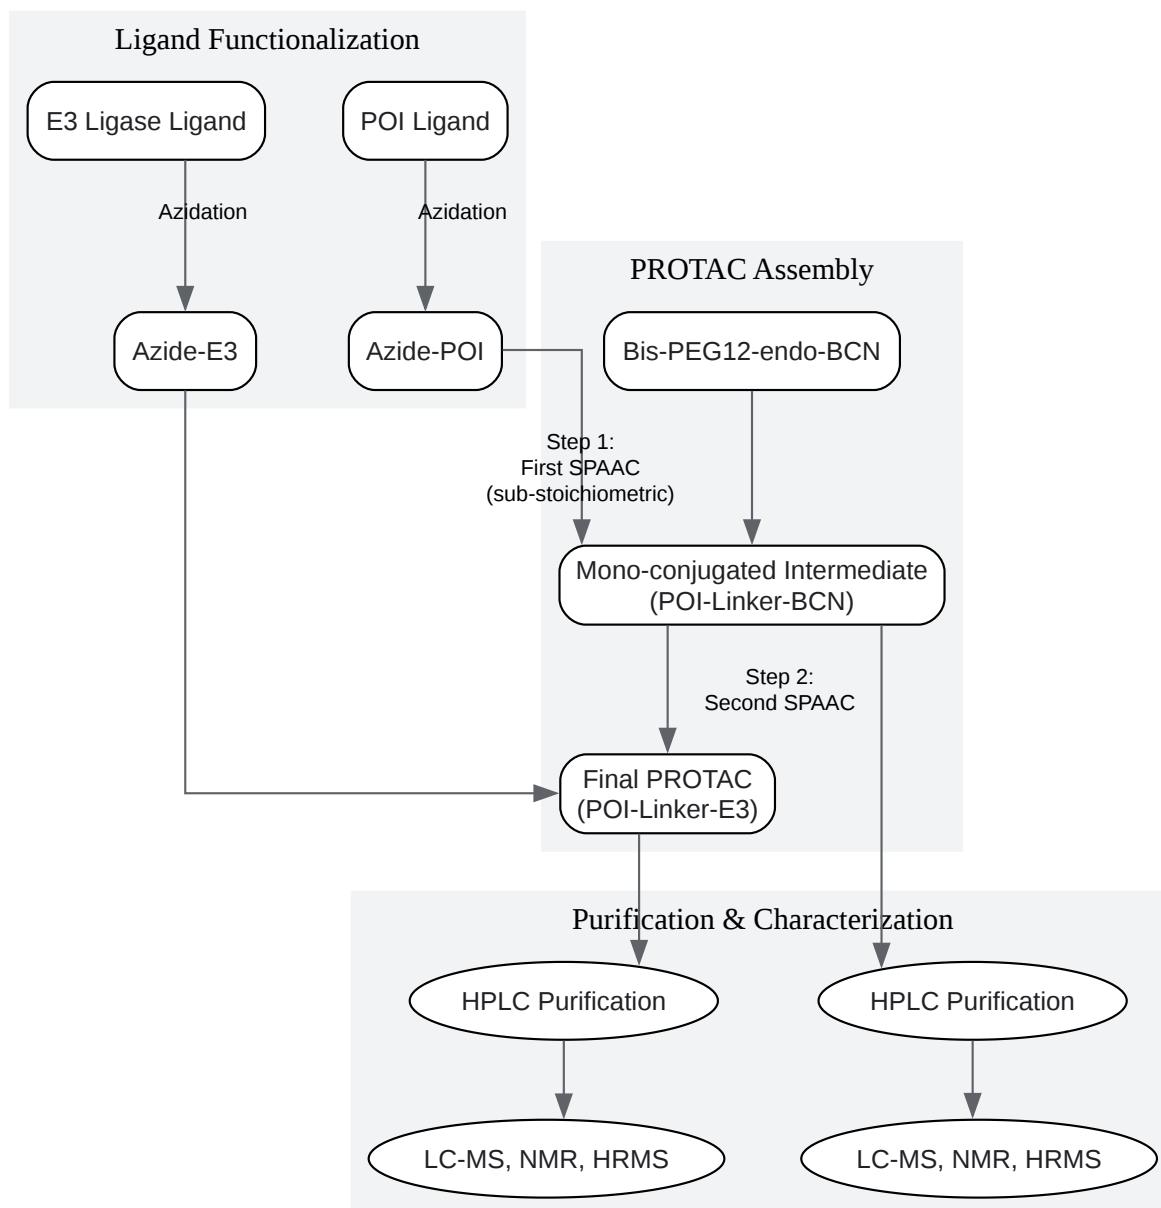 Ligand Functionalization
E3 Ligase Ligand
POI Ligand
Azidation
Azidation
PROTAC Assembly
Azide-E3
Azide-POI
Bis-PEG12-endo-BCN
Step 1:
First SPAAC
(sub-stoichiometric)
Mono-conjugated Intermediate
(POI-Linker-BCN)
Step 2:
Second SPAAC
Final PROTAC
(POI-Linker-E3)
Purification & Characterization
HPLC Purification
HPLC Purification
LC-MS, NMR, HRMS
LC-MS, NMR, HRMS